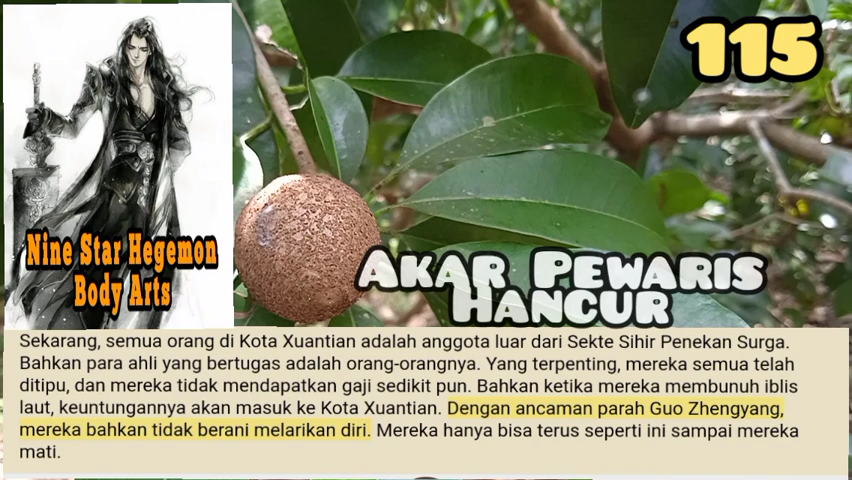 115
Nine Star Hegemon
Body Arts
Akar Pewaris
Hancur
Sekarang, semua orang di Kota Xuantian adalah anggota luar dari Sekte Sihir Penekan Surga.
Bahkan para ahli yang bertugas adalah orang-orangnya. Yang terpenting, mereka semua telah
ditipu, dan mereka tidak mendapatkan gaji sedikit pun. Bahkan ketika mereka membunuh iblis
laut, keuntungannya akan masuk ke Kota Xuantian. Dengan ancaman parah Guo Zhengyang,
mereka bahkan tidak berani melarikan diri. Mereka hanya bisa terus seperti ini sampai mereka
mati.